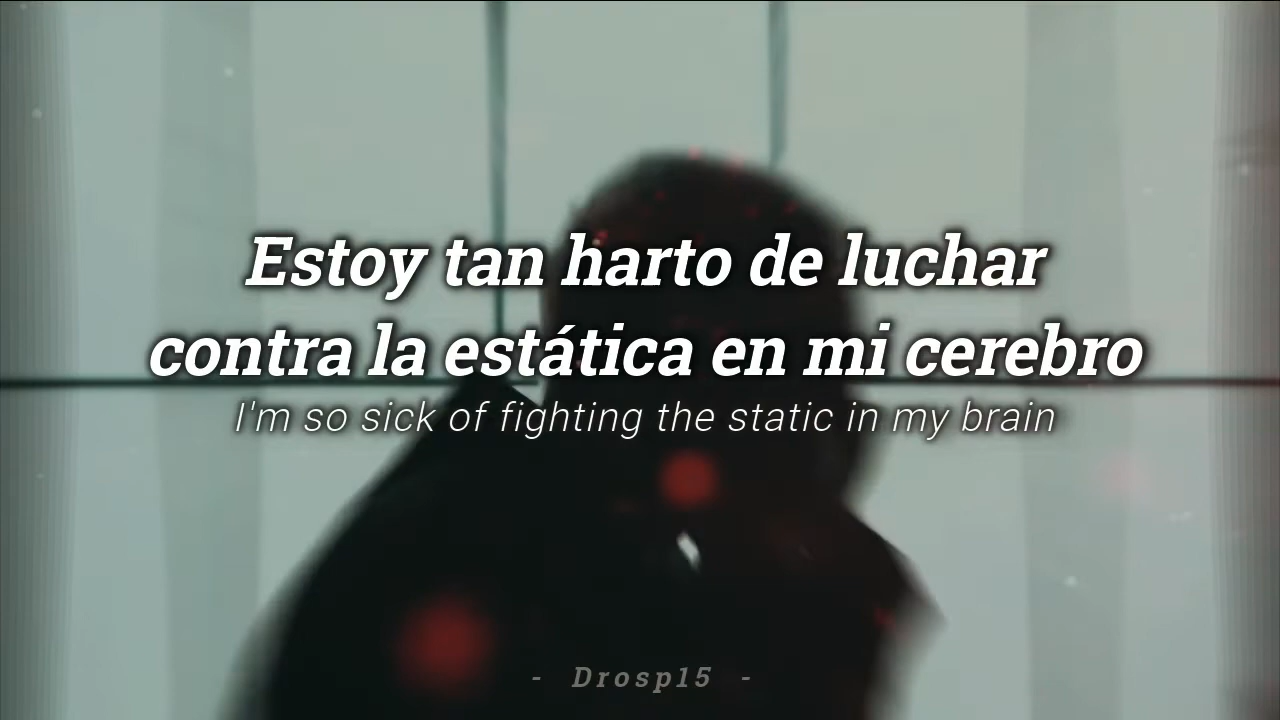 Estoy tan harto de luchar
contra la estática en mi cerebro
I'm so sick of fighting the static in my brain
- Drosp15 -